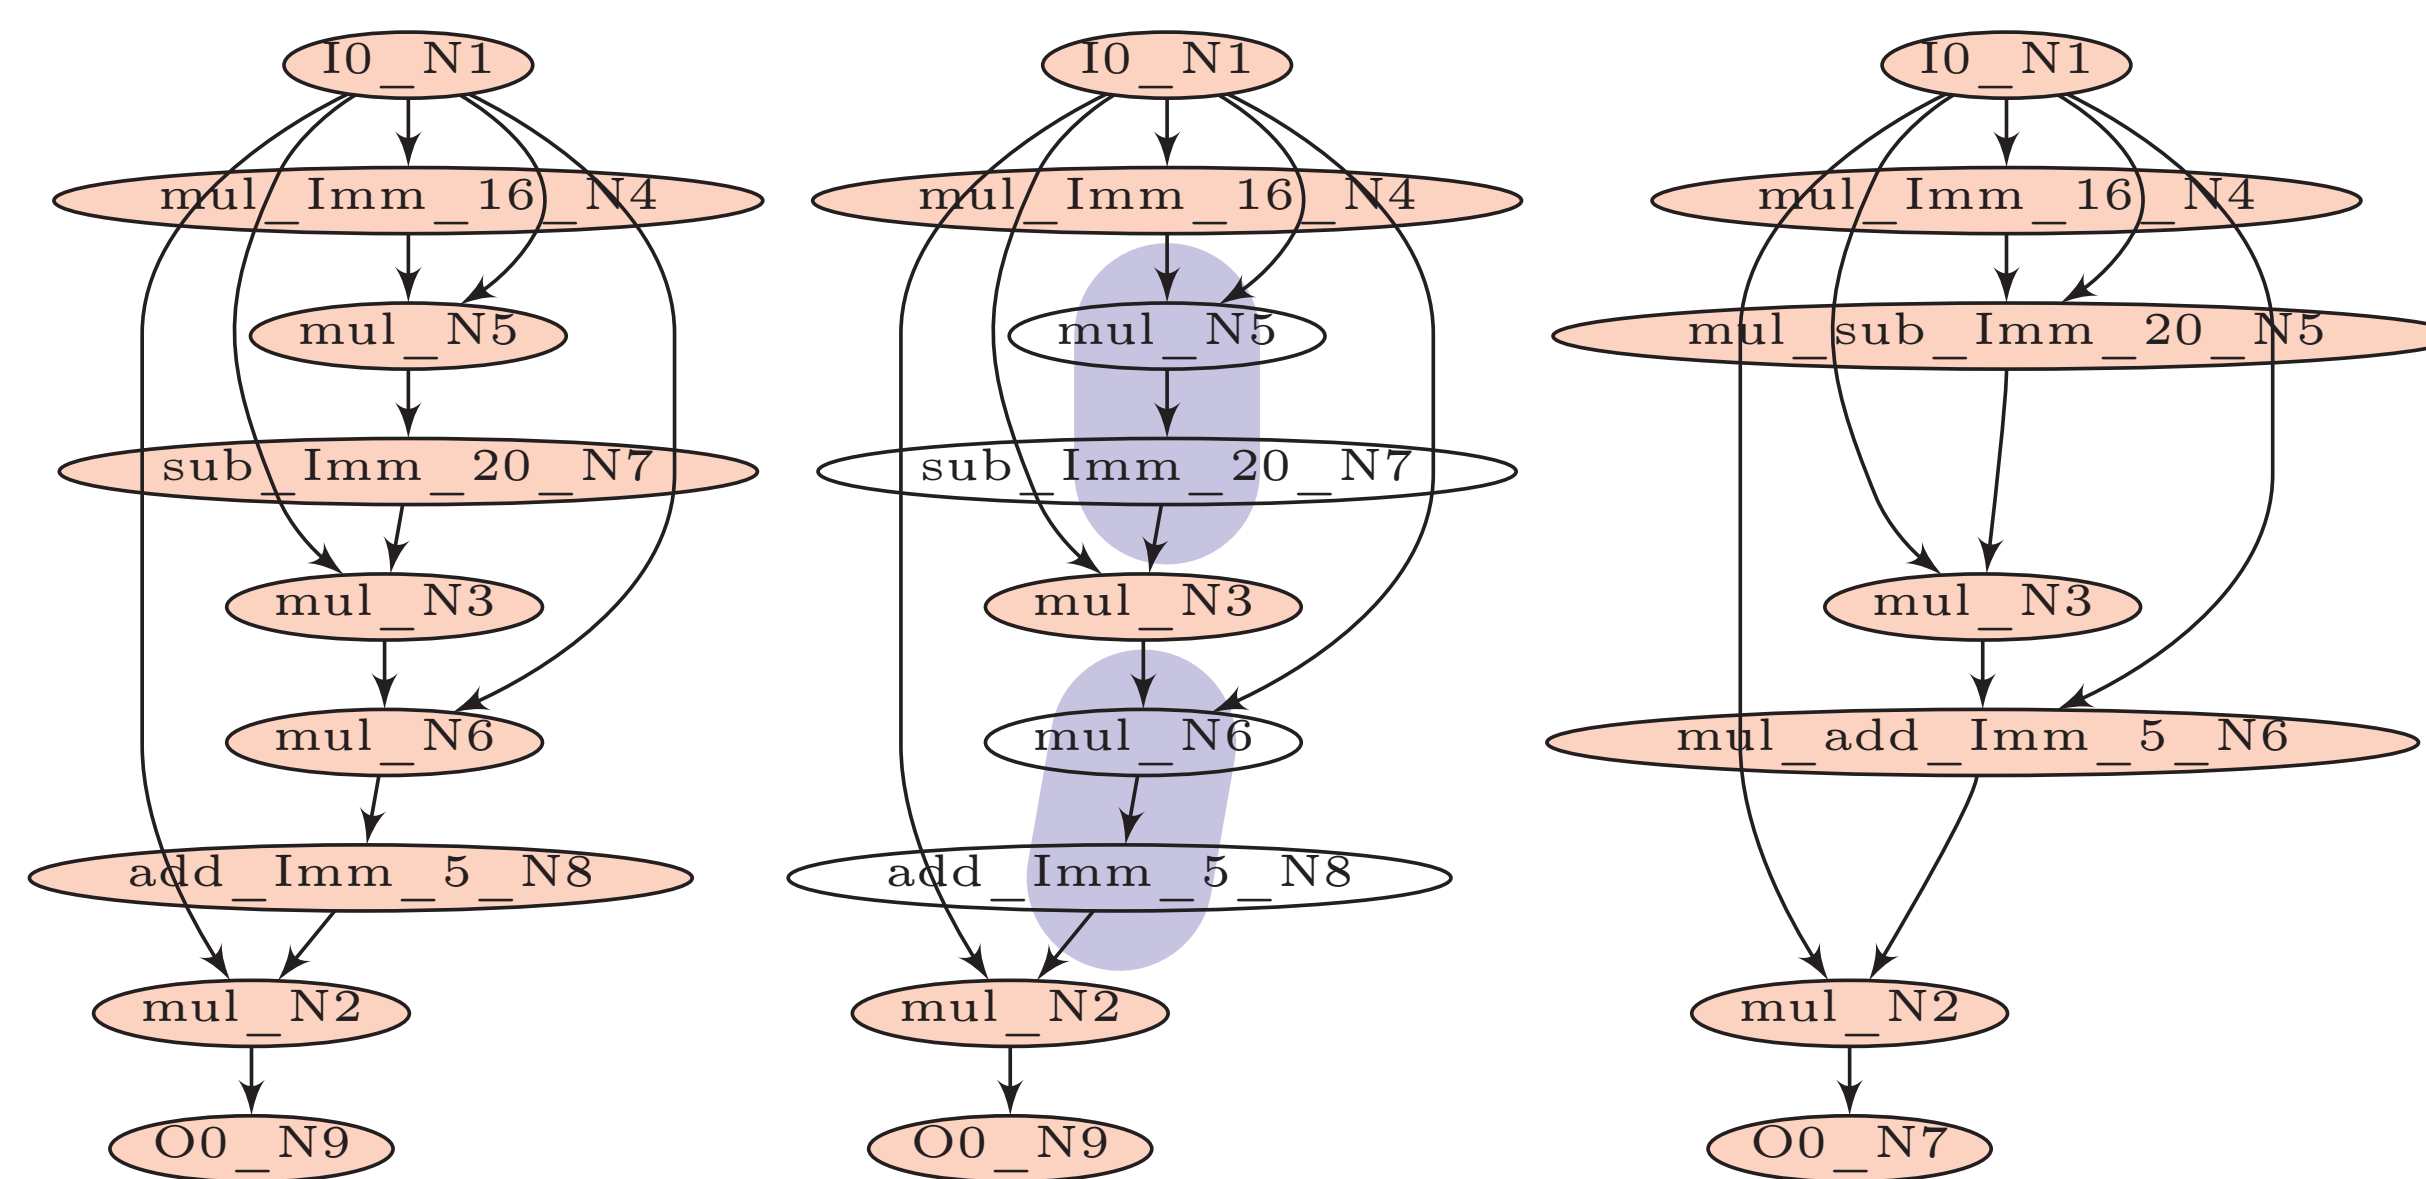 I0_N1
mul_Imm_16_N4
mul_N5
sub_Imm_20_N7
mul_N3
mul_N6
add_Imm_5_N8
mul_N2
O0_N9
I0_N1
mul_Imm_16_N4
mul_N5
sub_Imm_20_N7
mul_N3
mul_N6
add_Imm_5_N8
mul_N2
O0_N9
I0_N1
mul_Imm_16_N4
mul_sub_Imm_20_N5
mul_N3
mul_add_Imm_5_N6
mul_N2
O0_N7